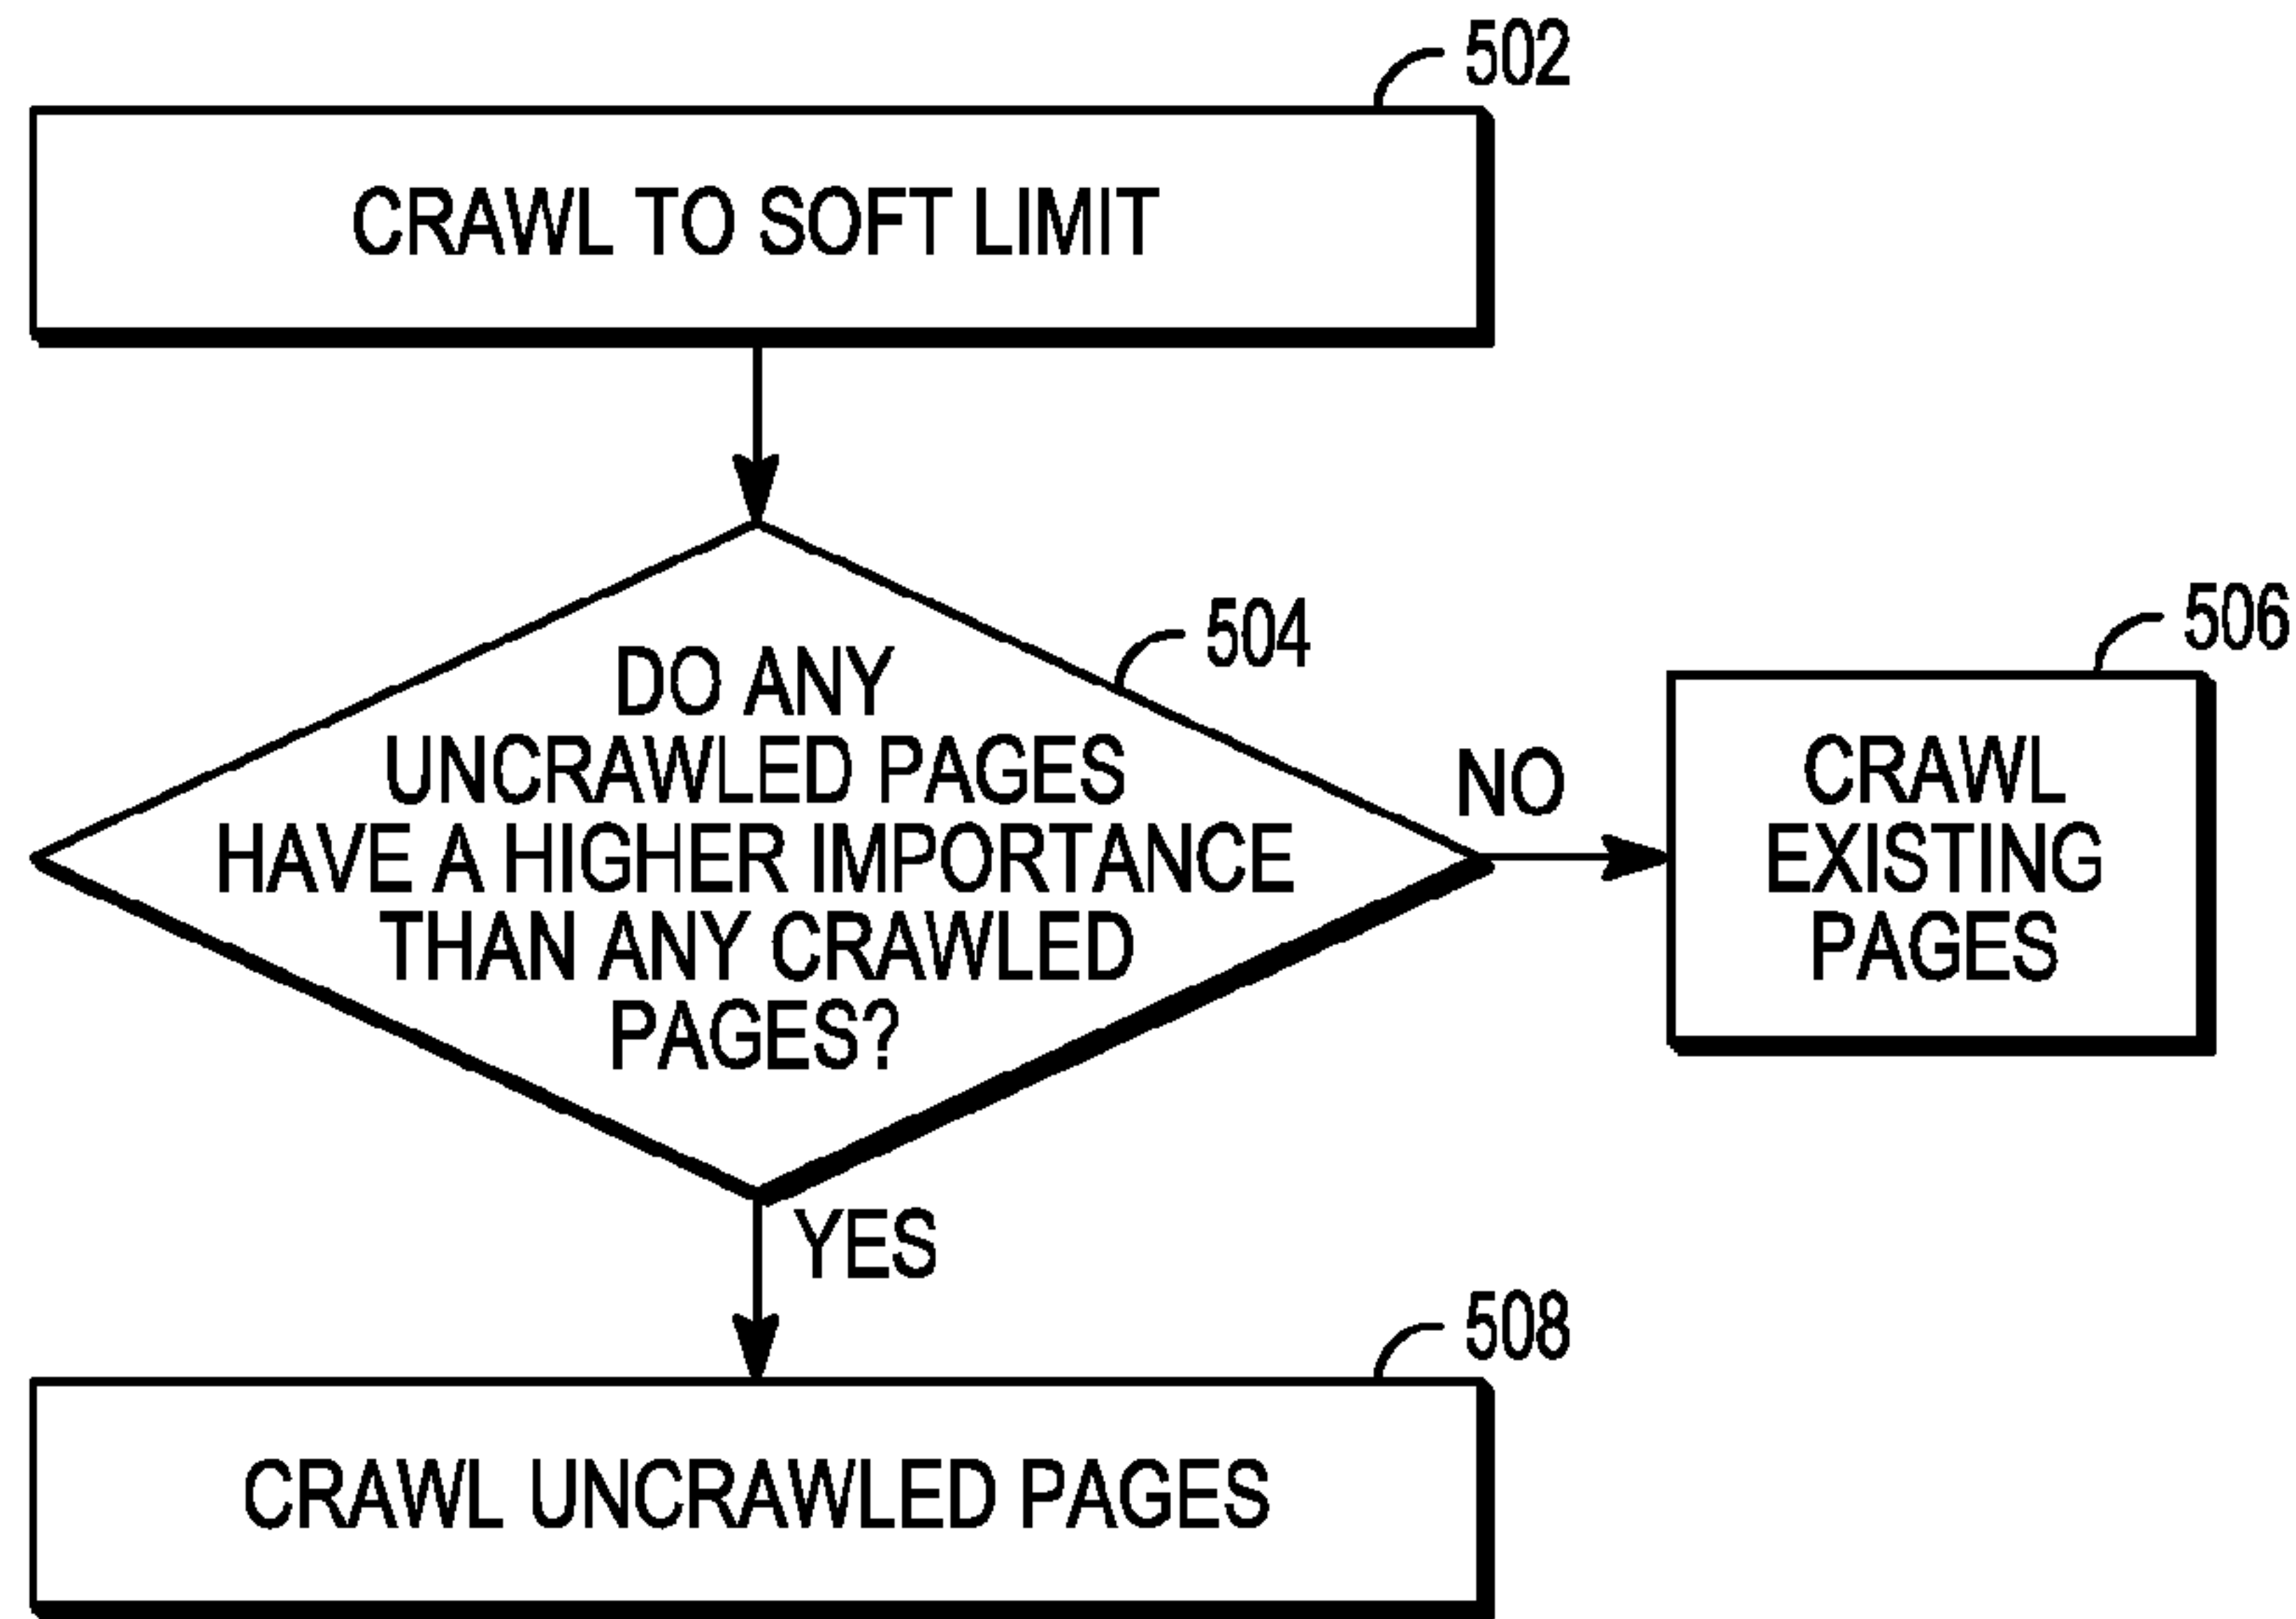 502
CRAWL TO SOFT LIMIT
504
DO ANY
UNCRAWLED PAGES
HAVE A HIGHER IMPORTANCE
THAN ANY CRAWLED
PAGES?
NO
506
CRAWL
EXISTING
PAGES
YES
508
CRAWL UNCRAWLED PAGES